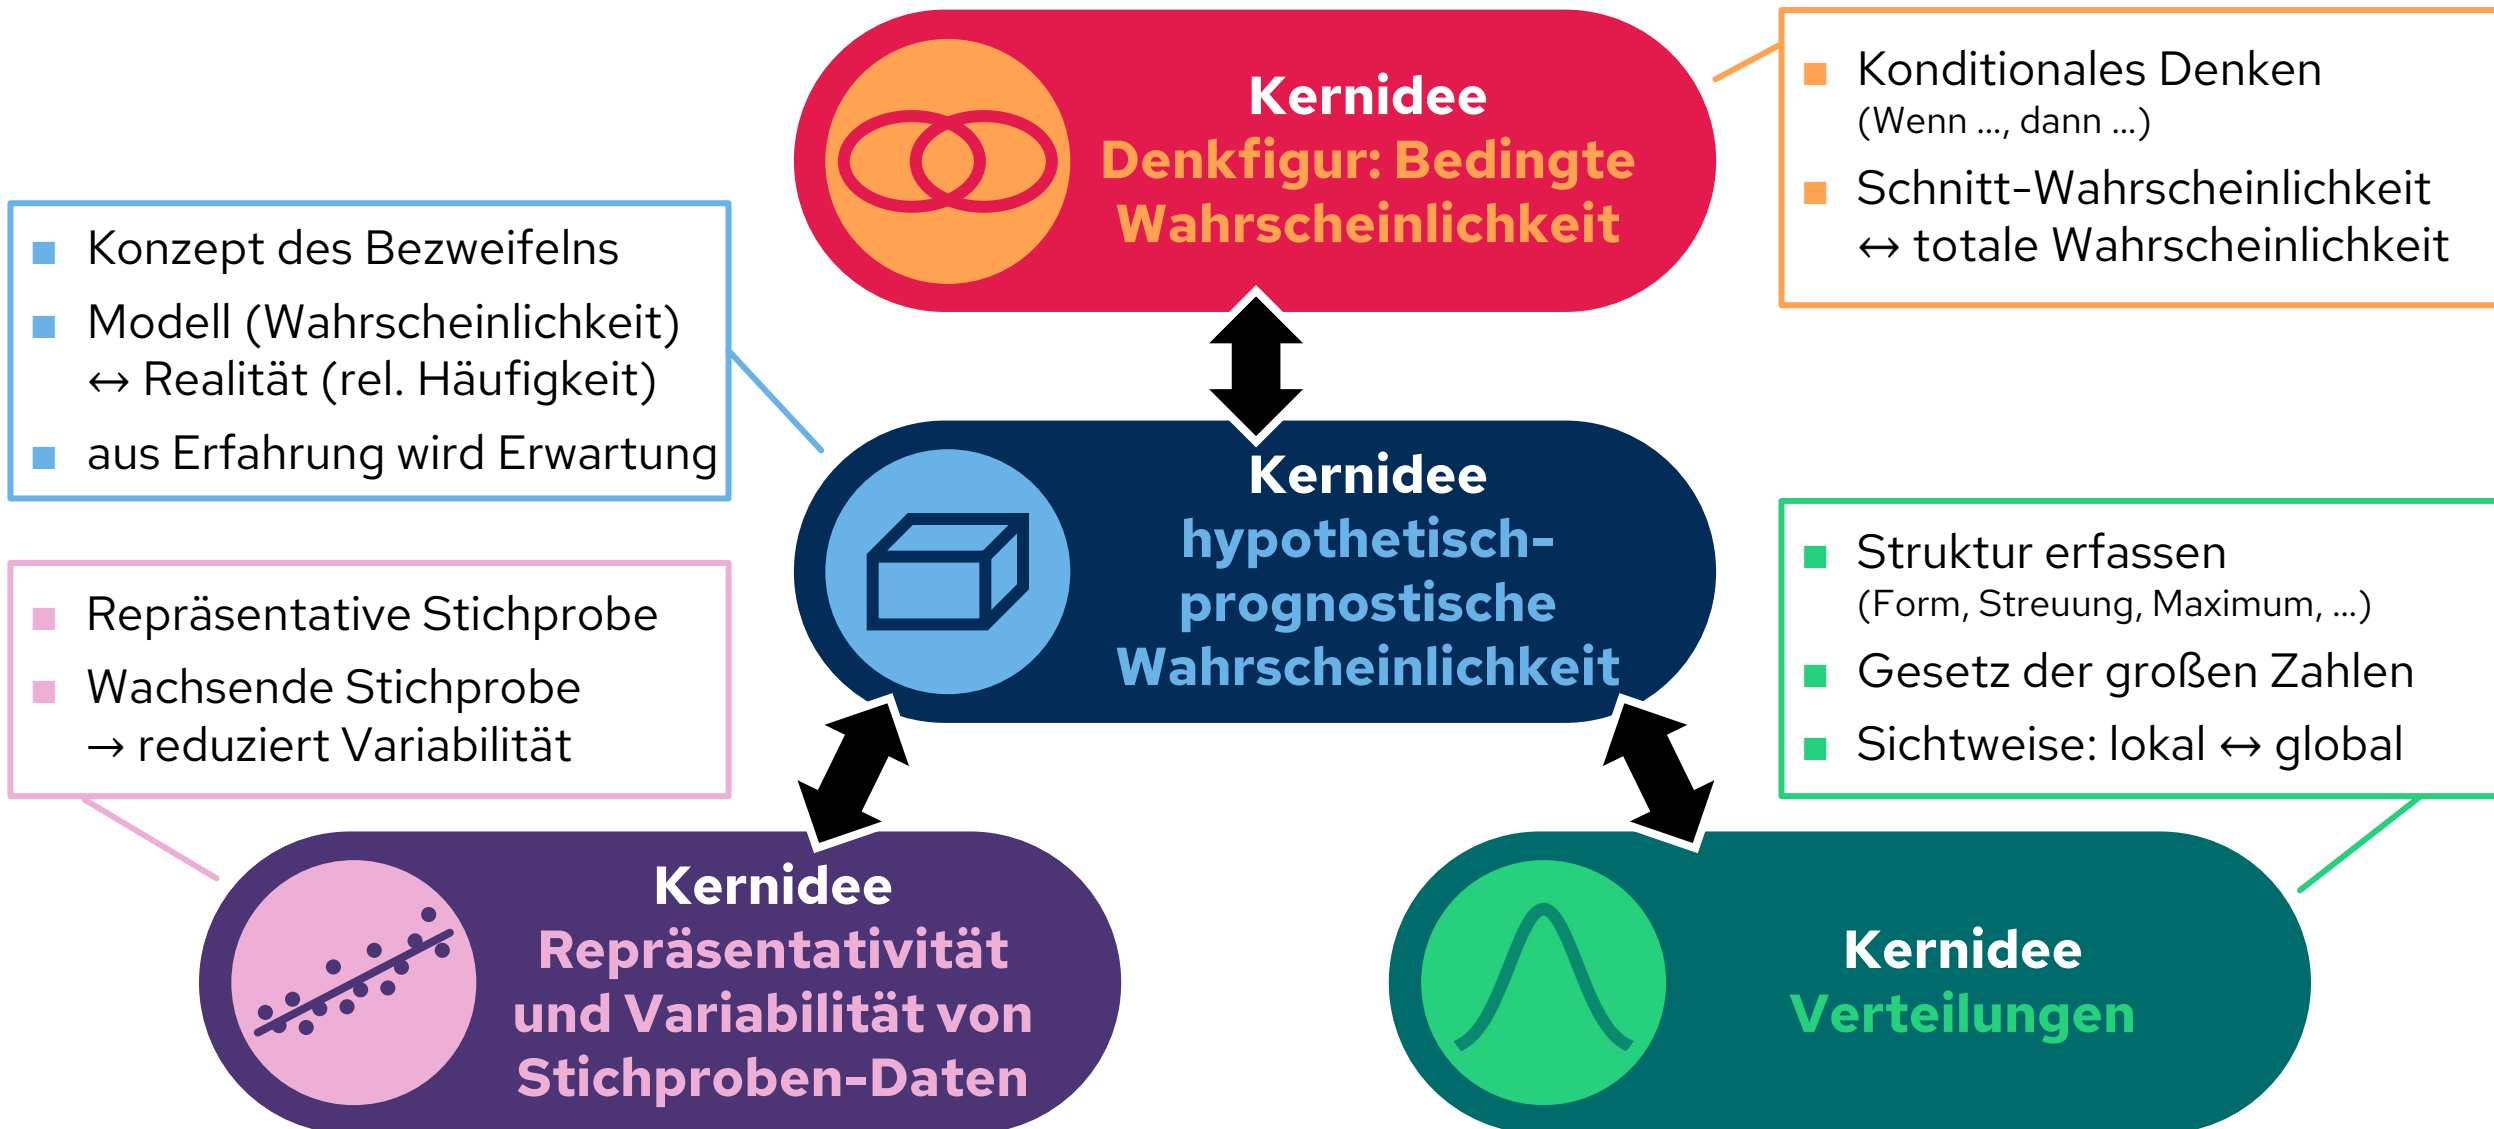 Kernidee
Denkfigur: Bedingte
Wahrscheinlichkeit
Konditionales Denken
(Wenn ..., dann ...)
Schnitt-Wahrscheinlichkeit
↔ totale Wahrscheinlichkeit
Konzept des Bezweifelns
Modell (Wahrscheinlichkeit)
↔ Realität (rel. Häufigkeit)
aus Erfahrung wird Erwartung
Kernidee
hypothetisch-
prognostische
Wahrscheinlichkeit
Repräsentative Stichprobe
Wachsende Stichprobe
→ reduziert Variabilität
Struktur erfassen
(Form, Streuung, Maximum, ...)
Gesetz der großen Zahlen
Sichtweise: lokal ↔ global
Kernidee
Repräsentativität
und Variabilität von
Stichproben-Daten
Kernidee
Verteilungen